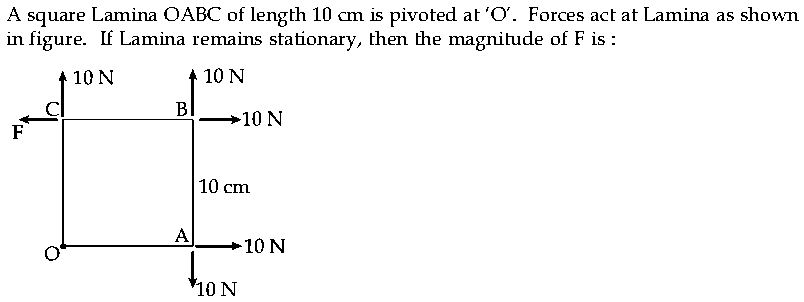 A square Lamina OABC of length 10 cm is pivoted at 'O'. Forces act at Lamina as shown
in figure. If Lamina remains stationary, then the magnitude of F is :
10 N
10 N
C
B
10 N
F
10 cm
A
10 N
O
10 N